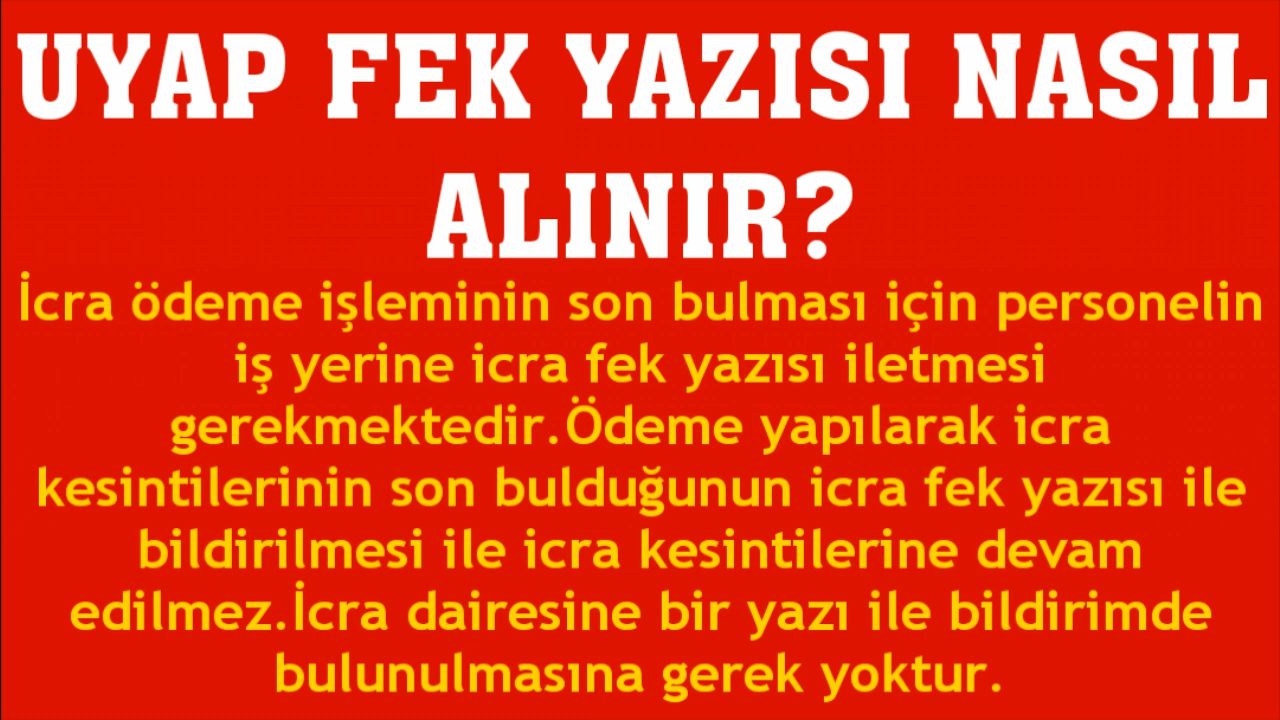 UYAP FEK YAZISI NASIL
ALINIR?
İcra ödeme işleminin son bulması için personelin
iş yerine icra fek yazısı iletmesi
gerekmektedir.Ödeme yapılarak icra
kesintilerinin son bulduğunun icra fek yazısı ile
bildirilmesi ile icra kesintilerine devam
edilmez.İcra dairesine bir yazı ile bildirimde
bulunulmasına gerek yoktur.